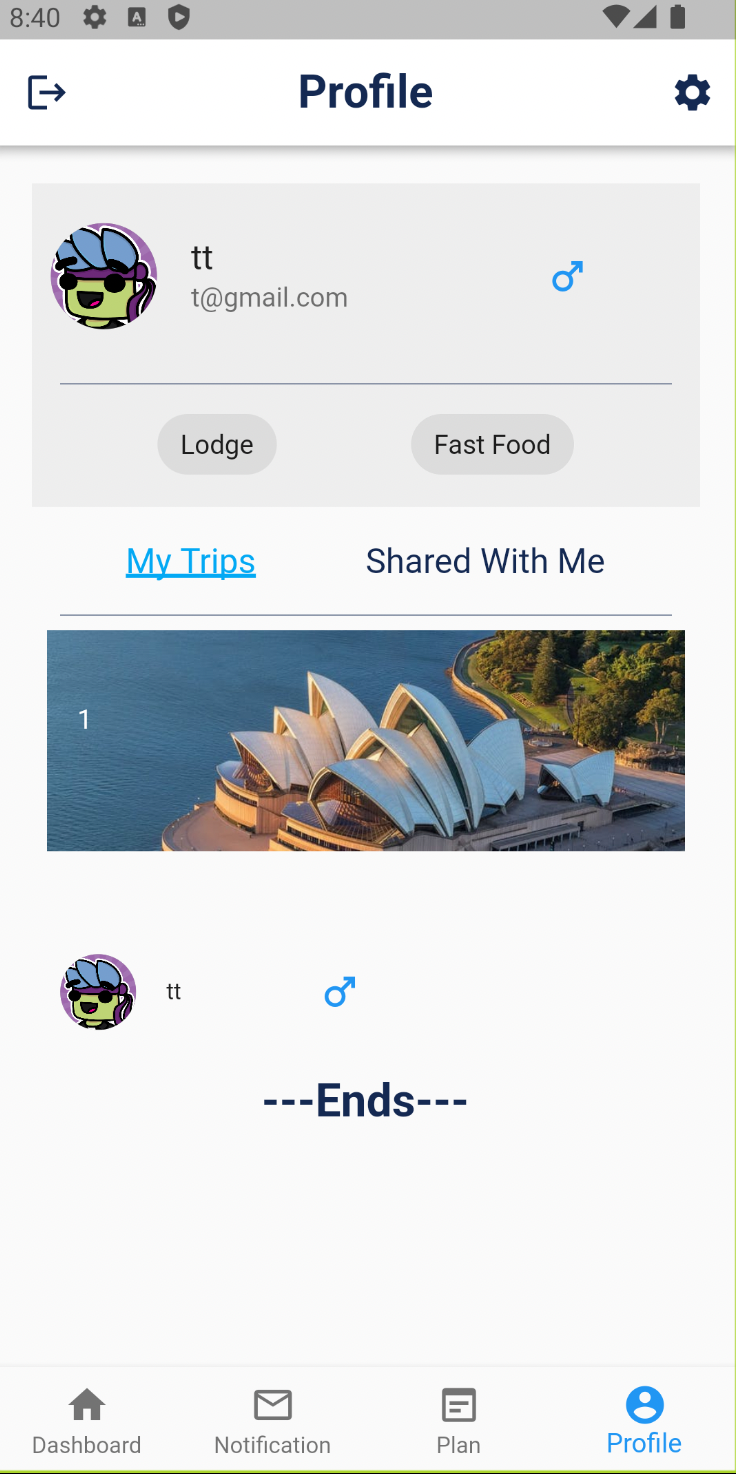 8:40
Profile
tt
t@gmail.com
Lodge
Fast Food
My Trips
Shared With Me
1
tt
---Ends---
Dashboard
Notification
Plan
Profile